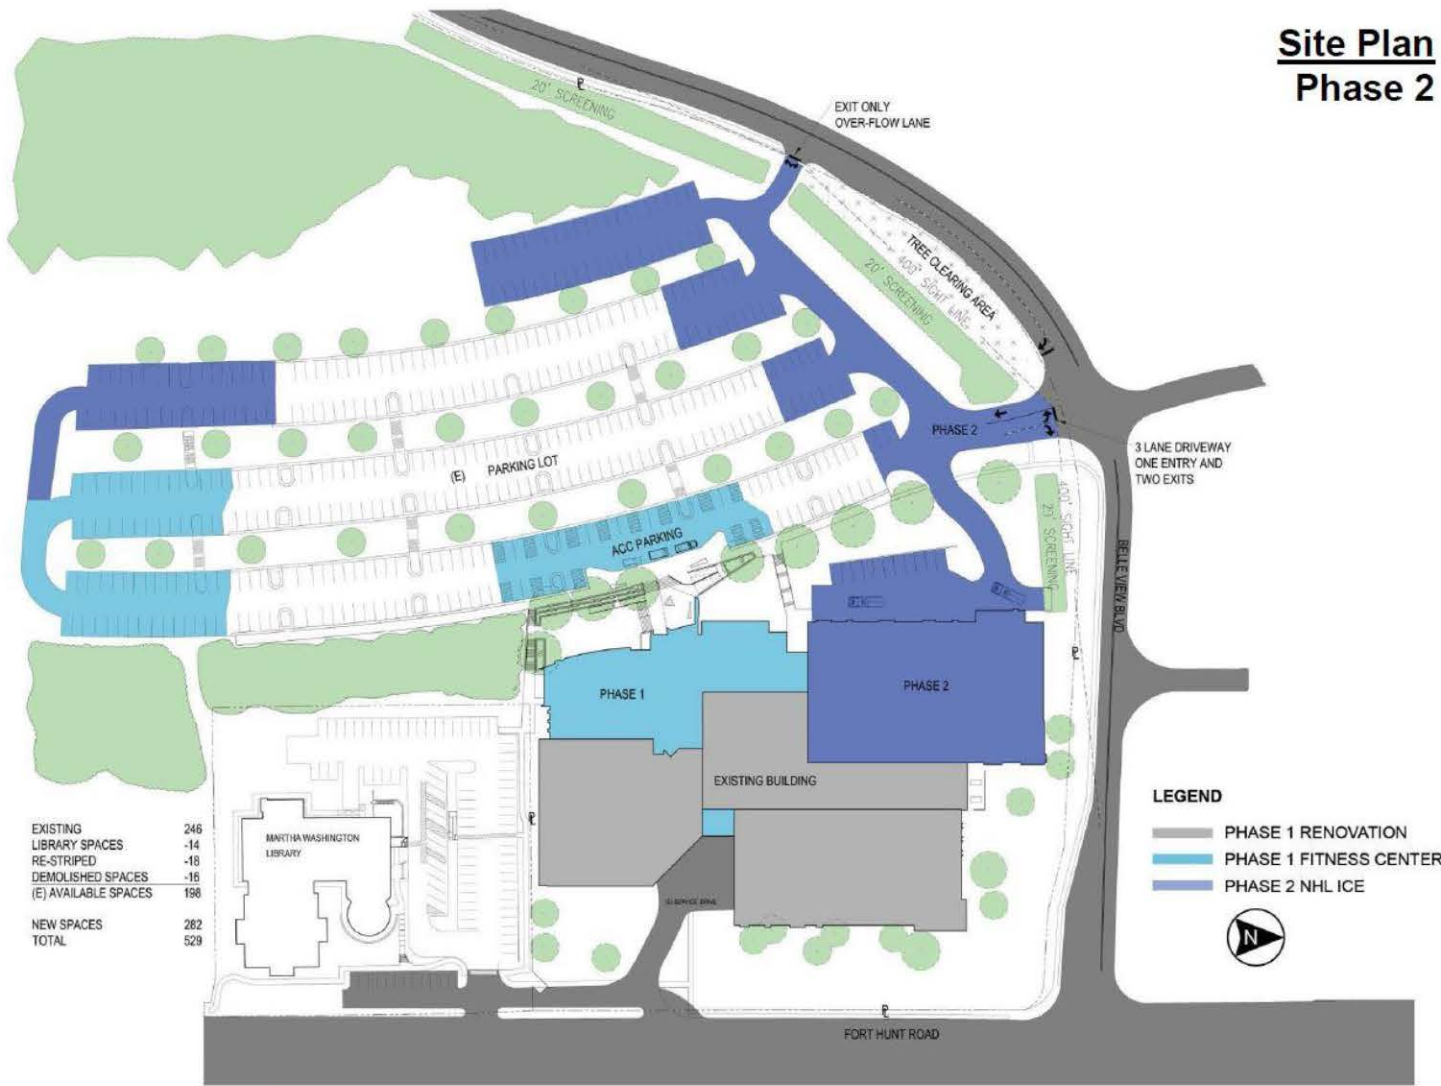 Site Plan
Phase 2
EXIT ONLY
OVER-FLOW LANE
20' SCREENING
TREE CLEARING AREA
400' SIGHT LINE
20' SCREENING
PHASE 2
3 LANE DRIVEWAY
ONE ENTRY AND
TWO EXITS
(E) PARKING LOT
400' SIGHT LINE
20' SCREENING
ACC PARKING
BELLE VIEW BLVD
PHASE 1
PHASE 2
EXISTING BUILDING
MARTHA WASHINGTON
LIBRARY
EXISTING 246
LIBRARY SPACES -14
RE-STRIPED -18
DEMOLISHED SPACES -16
(E) AVAILABLE SPACES 198
NEW SPACES 282
TOTAL 529
(E) SERVICE DRIVE
LEGEND
PHASE 1 RENOVATION
PHASE 1 FITNESS CENTER
PHASE 2 NHL ICE
N
FORT HUNT ROAD